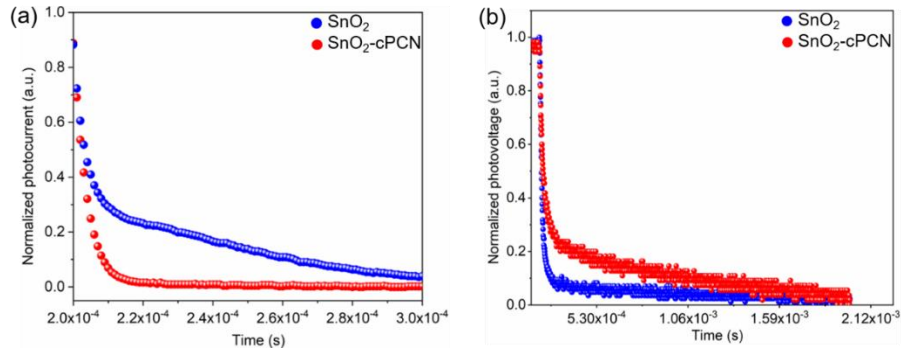 (a)
SnO₂
SnO₂-cPCN
Normalized photocurrent (a.u.)
1.0
0.8
0.6
0.4
0.2
0.0
2.0x10⁻⁴ 2.2x10⁻⁴ 2.4x10⁻⁴ 2.6x10⁻⁴ 2.8x10⁻⁴ 3.0x10⁻⁴
Time (s)
(b)
SnO₂
SnO₂-cPCN
Normalized photovoltage (a.u.)
1.0
0.8
0.6
0.4
0.2
0.0
5.30x10⁻⁴ 1.06x10⁻³ 1.59x10⁻³ 2.12x10⁻³
Time (s)